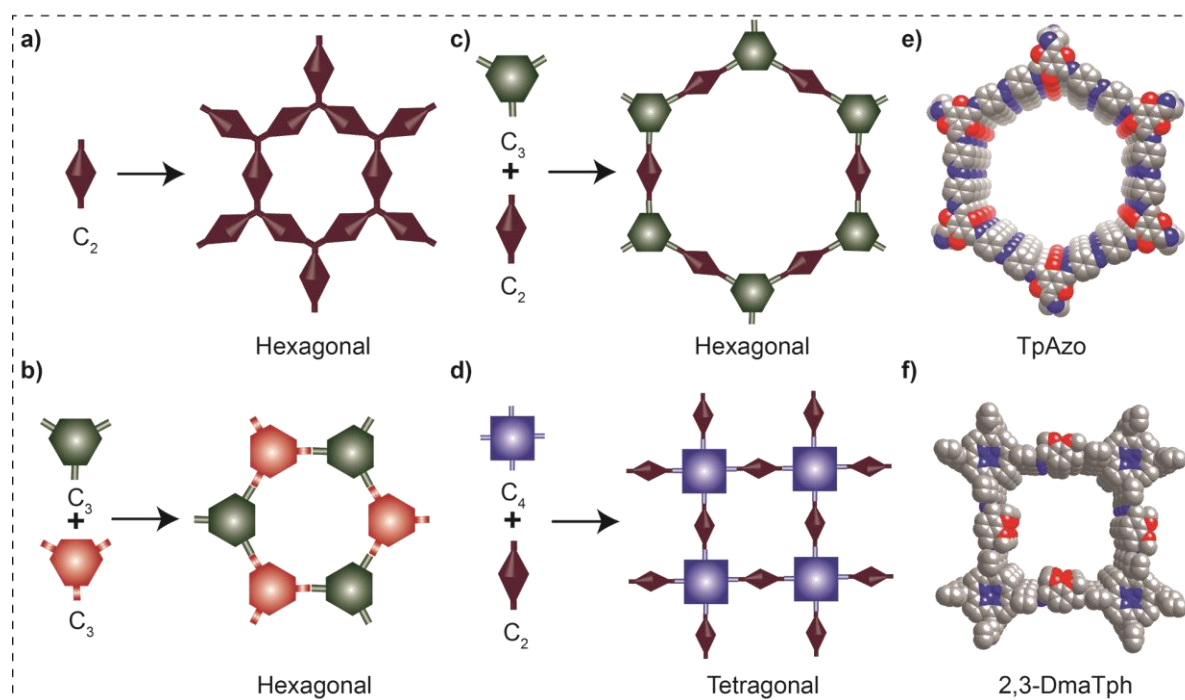 a)
C₂
Hexagonal
c)
C₃
+
C₂
Hexagonal
e)
TpAzo
b)
C₃
+
C₃
Hexagonal
d)
C₄
+
C₂
Tetragonal
f)
2,3-DmaTph